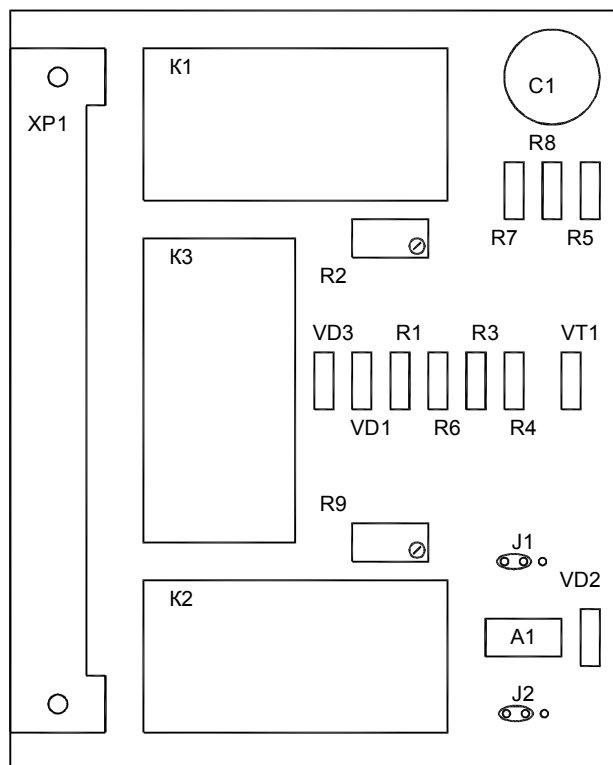 К1
C1
XP1
R8
R7 R5
К3
R2
VD3 R1 R3 VT1
VD1 R6 R4
R9
J1
VD2
К2
A1
J2